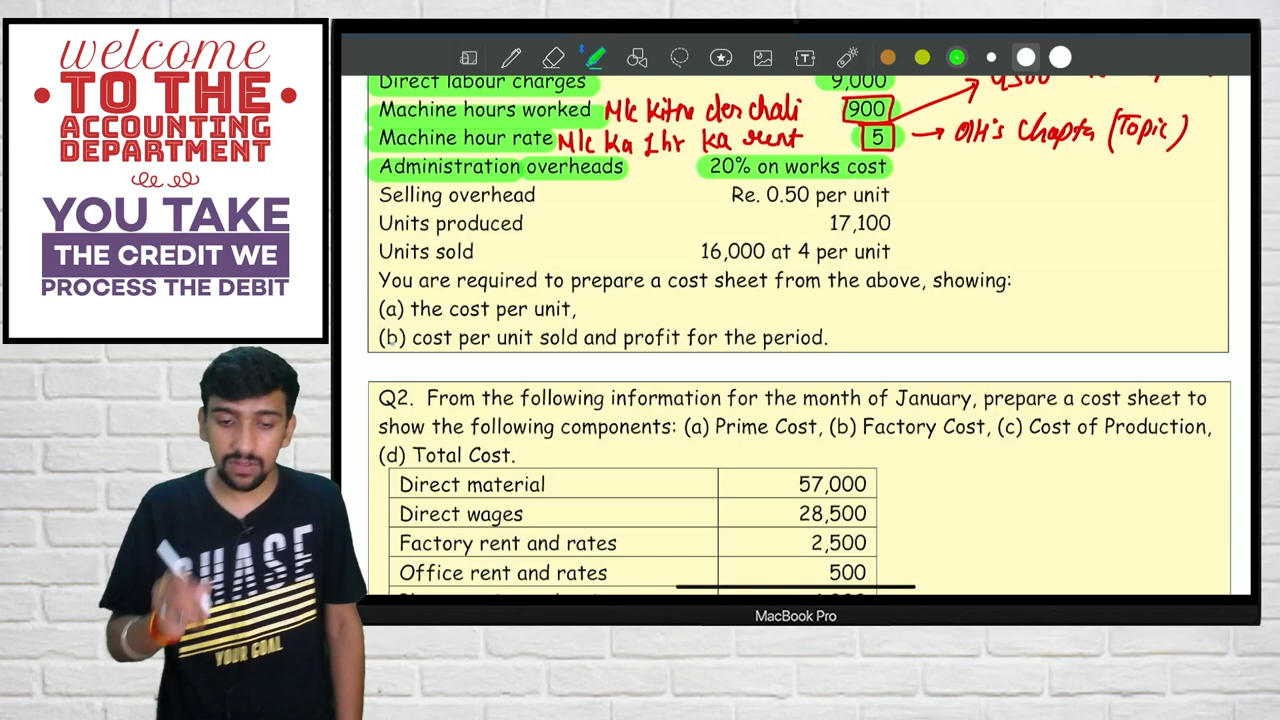 welcome
TO THE
ACCOUNTING
DEPARTMENT
YOU TAKE
THE CREDIT WE
PROCESS THE DEBIT
Direct labour charges 9,000
Machine hours worked M/c kitne der chali 900
Machine hour rate M/c ka 1 hr ka rent 5 → OH's Chapter (Topic)
Administration overheads 20% on works cost
Selling overhead Re. 0.50 per unit
Units produced 17,100
Units sold 16,000 at 4 per unit
You are required to prepare a cost sheet from the above, showing:
(a) the cost per unit,
(b) cost per unit sold and profit for the period.
Q2. From the following information for the month of January, prepare a cost sheet to
show the following components: (a) Prime Cost, (b) Factory Cost, (c) Cost of Production,
(d) Total Cost.
Direct material 57,000
Direct wages 28,500
Factory rent and rates 2,500
Office rent and rates 500
MacBook Pro
CHASE
YOUR GOAL